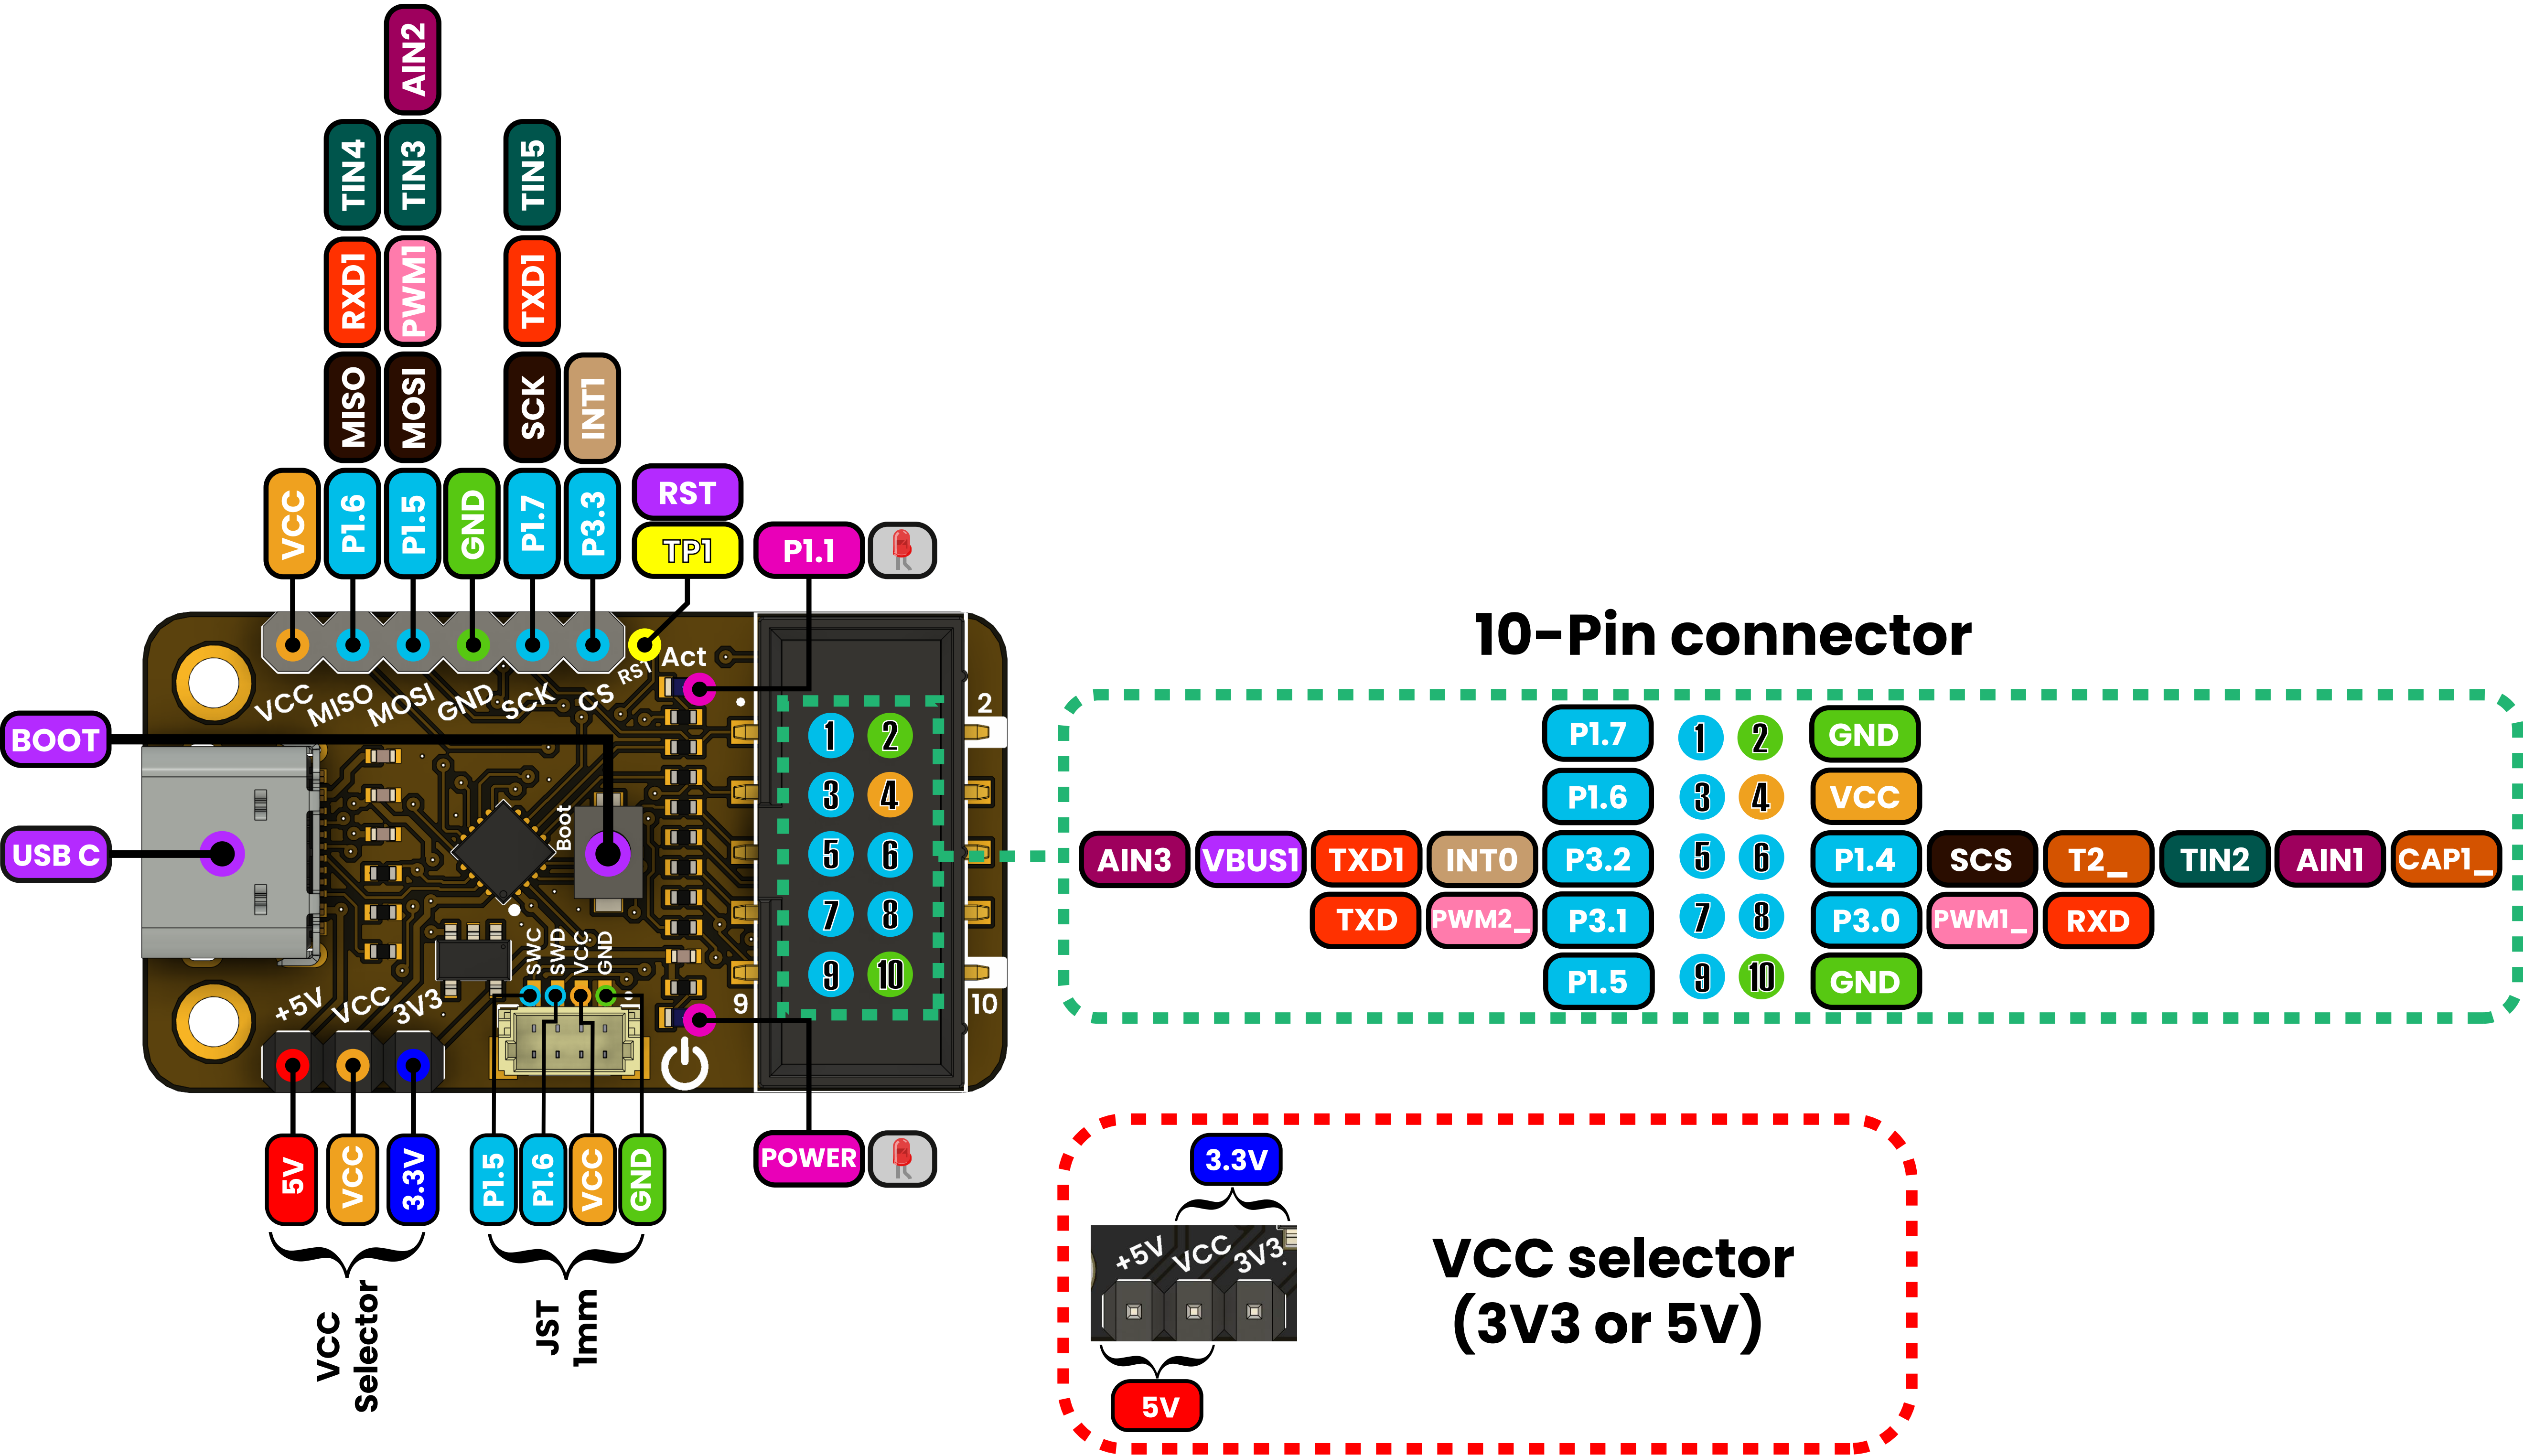 AIN2
TIN4 TIN3 TIN5
RXD1 PWM1 TXD1
MISO MOSI SCK INT1
VCC P1.6 P1.5 GND P1.7 P3.3
RST
TP1
P1.1
RST Act
VCC MISO MOSI GND SCK CS
BOOT
USB C
Boot
SWC SWD VCC GND
+5V VCC 3V3
2
1 2
3 4
5 6
7 8
9 10
9 10
5V VCC 3.3V
P1.5 P1.6 VCC GND
POWER
VCC
Selector
JST
1mm
10-Pin connector
P1.7 1 2 GND
P1.6 3 4 VCC
AIN3 VBUS1 TXD1 INT0 P3.2 5 6 P1.4 SCS T2_ TIN2 AIN1 CAP1_
TXD PWM2_ P3.1 7 8 P3.0 PWM1_ RXD
P1.5 9 10 GND
3.3V
+5V VCC 3V3
5V
VCC selector
(3V3 or 5V)